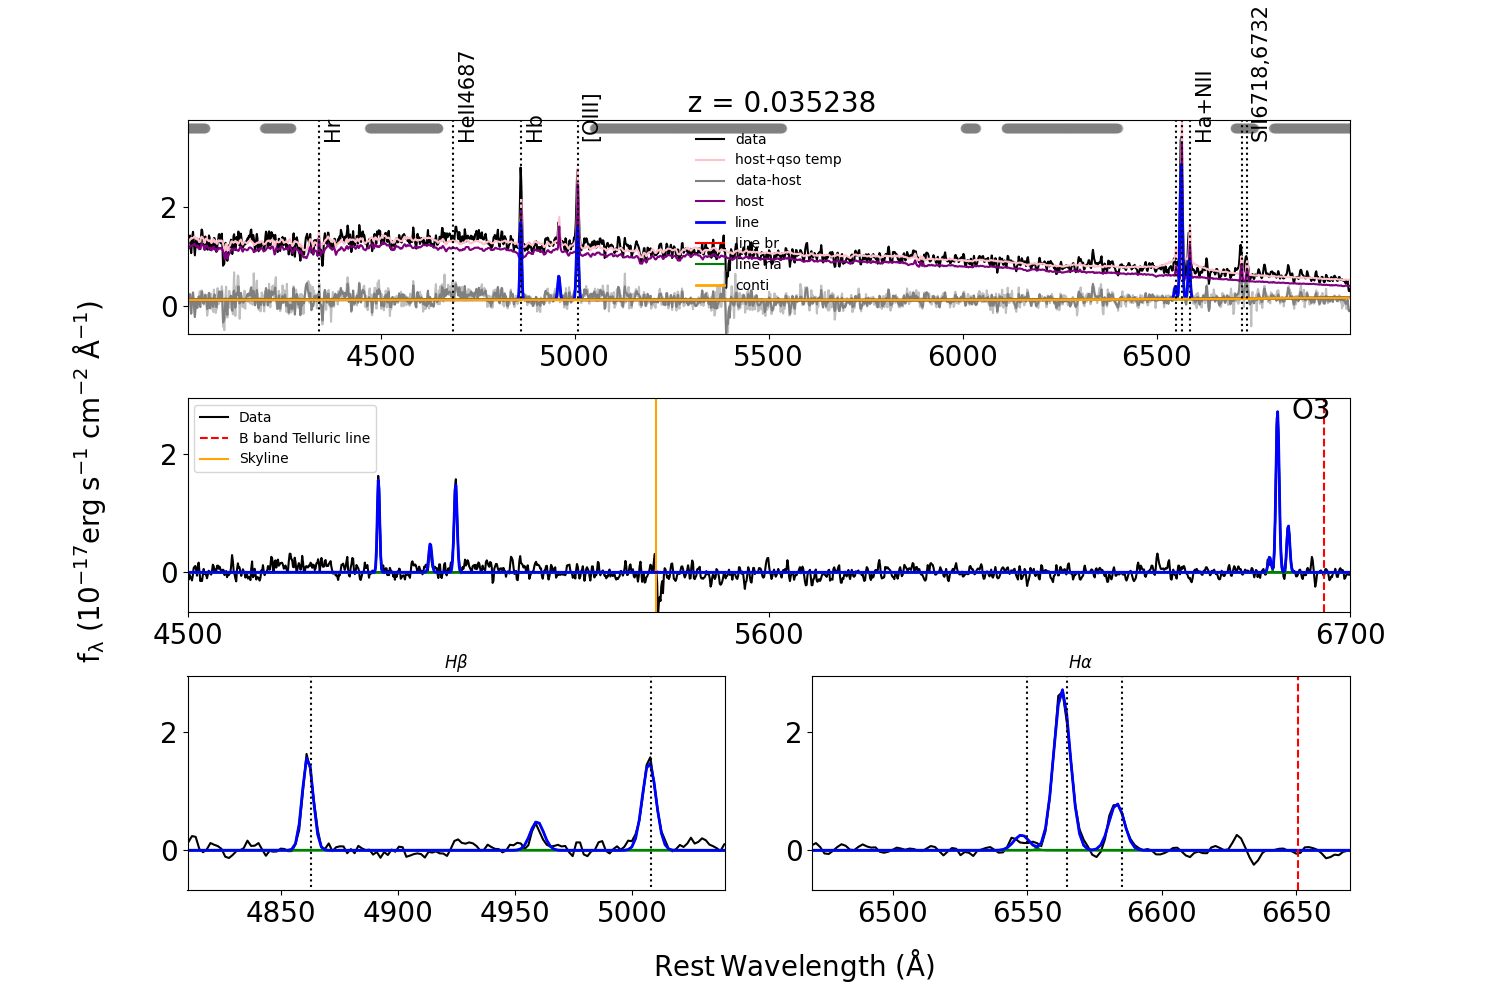 z = 0.035238
Hr
HeII4687
Hb
[OIII]
Ha+NII
SII6718,6732
data
host+qso temp
data-host
host
line
line br
line na
conti
2
0
4500 5000 5500 6000 6500
Data
B band Telluric line
Skyline
O3
2
0
4500 5600 6700
fλ (10⁻¹⁷erg s⁻¹ cm⁻² Å⁻¹)
Hβ
2
0
4850 4900 4950 5000
Hα
2
0
6500 6550 6600 6650
Rest Wavelength (Å)